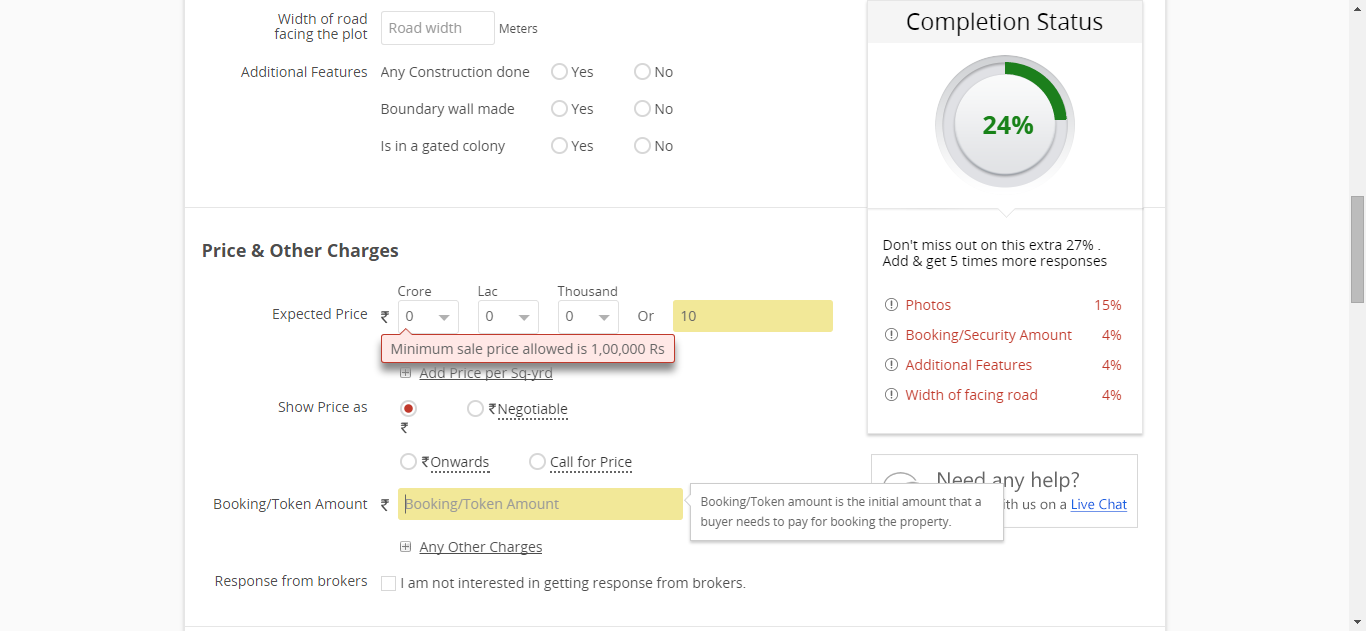 Width of road
facing the plot
Road width
Meters
Additional Features
Any Construction done
Yes
No
Boundary wall made
Yes
No
Is in a gated colony
Yes
No
Price & Other Charges
Crore
Lac
Thousand
Expected Price
₹
0
0
0
Or
10
Minimum sale price allowed is 1,00,000 Rs
Add Price per Sq-yrd
Show Price as
₹
₹Negotiable
₹Onwards
Call for Price
Booking/Token Amount
₹
Booking/Token Amount
Booking/Token amount is the initial amount that a
buyer needs to pay for booking the property.
Any Other Charges
Response from brokers
I am not interested in getting response from brokers.
Completion Status
24%
Don't miss out on this extra 27% .
Add & get 5 times more responses
Photos 15%
Booking/Security Amount 4%
Additional Features 4%
Width of facing road 4%
Need any help?
us on a Live Chat